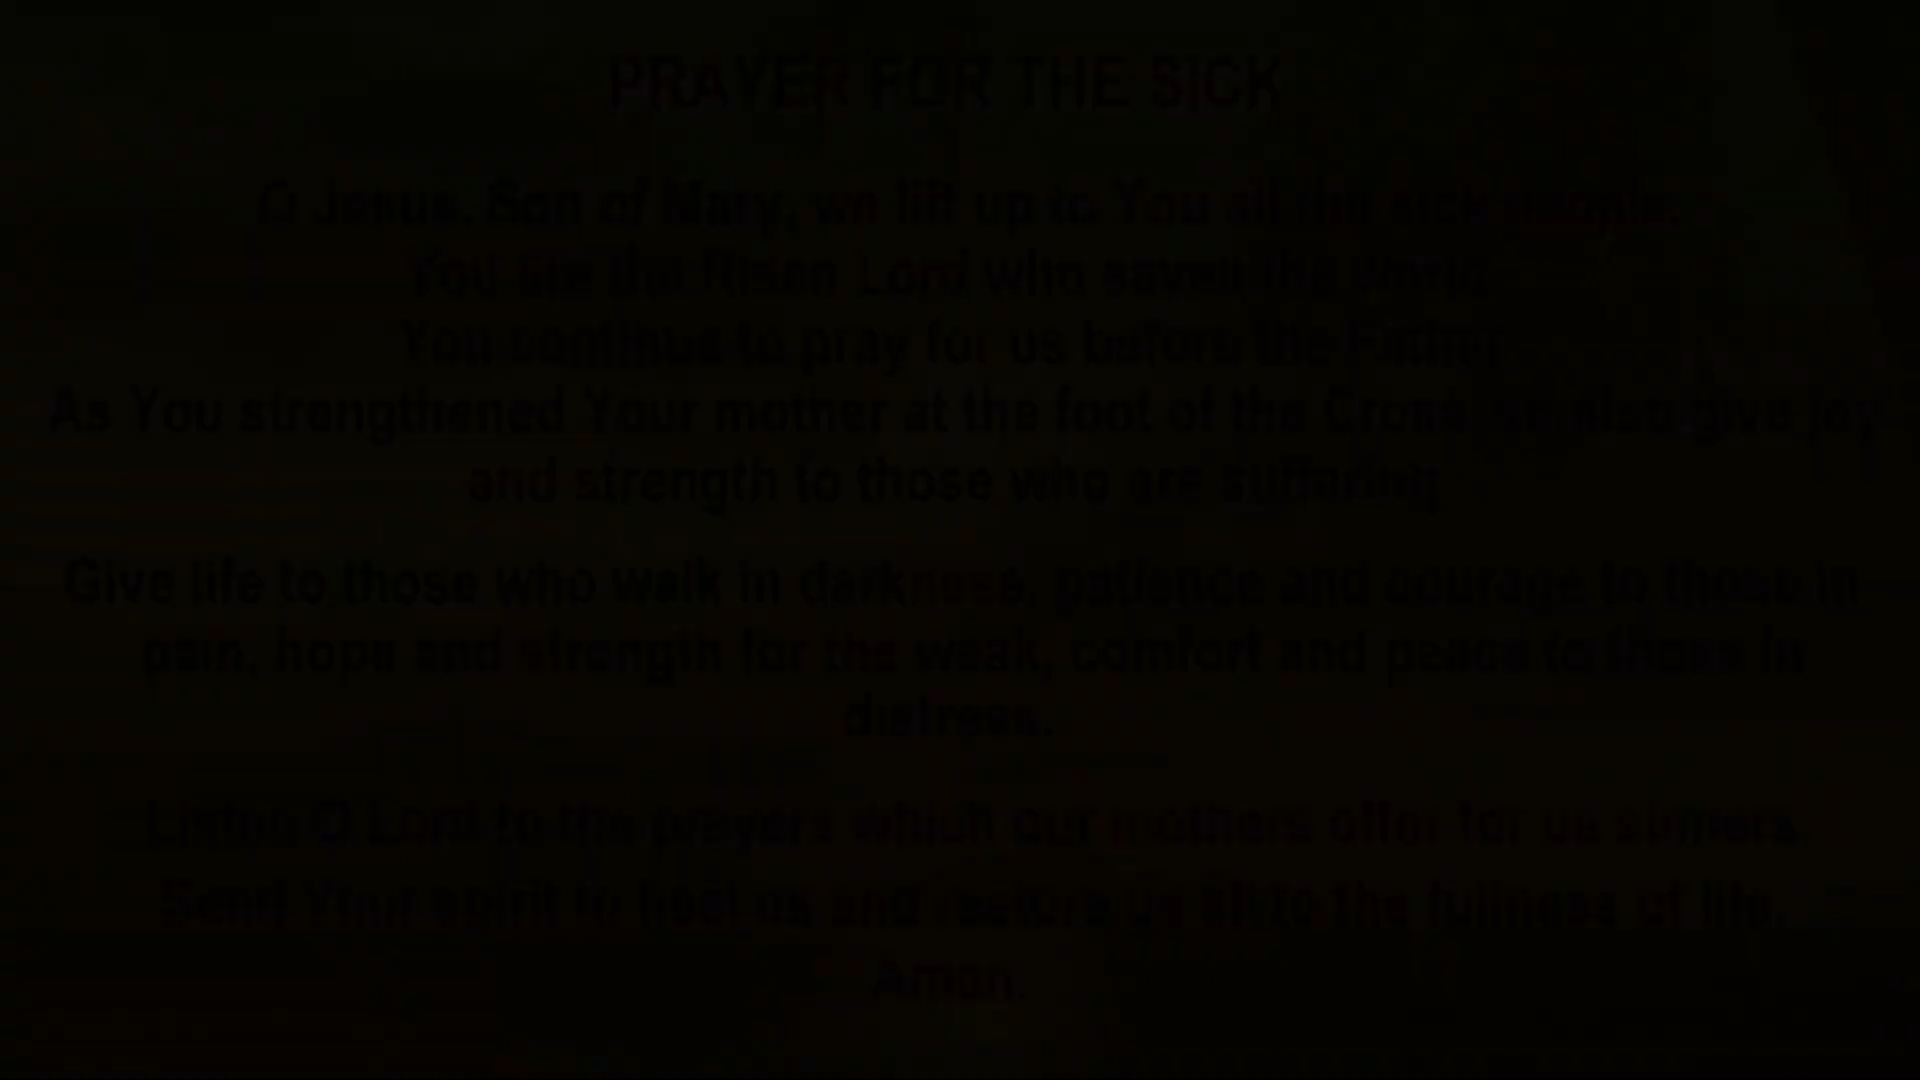 PRAYER FOR THE SICK
O Jesus, Son of Mary, we lift up to You all the sick people.
You are the Risen Lord who saves the world
You continue to pray for us before the Father
As You strengthened Your mother at the foot of the Cross, also give joy
and strength to those who are suffering
Give life to those who walk in darkness, patience and courage to those in
pain, hope and strength for the weak, comfort and peace to those in
distress.
Listen O Lord to the prayers which our mothers offer for us sinners
Send Your spirit to heal us and restore us all to the fullness of life.
Amen.